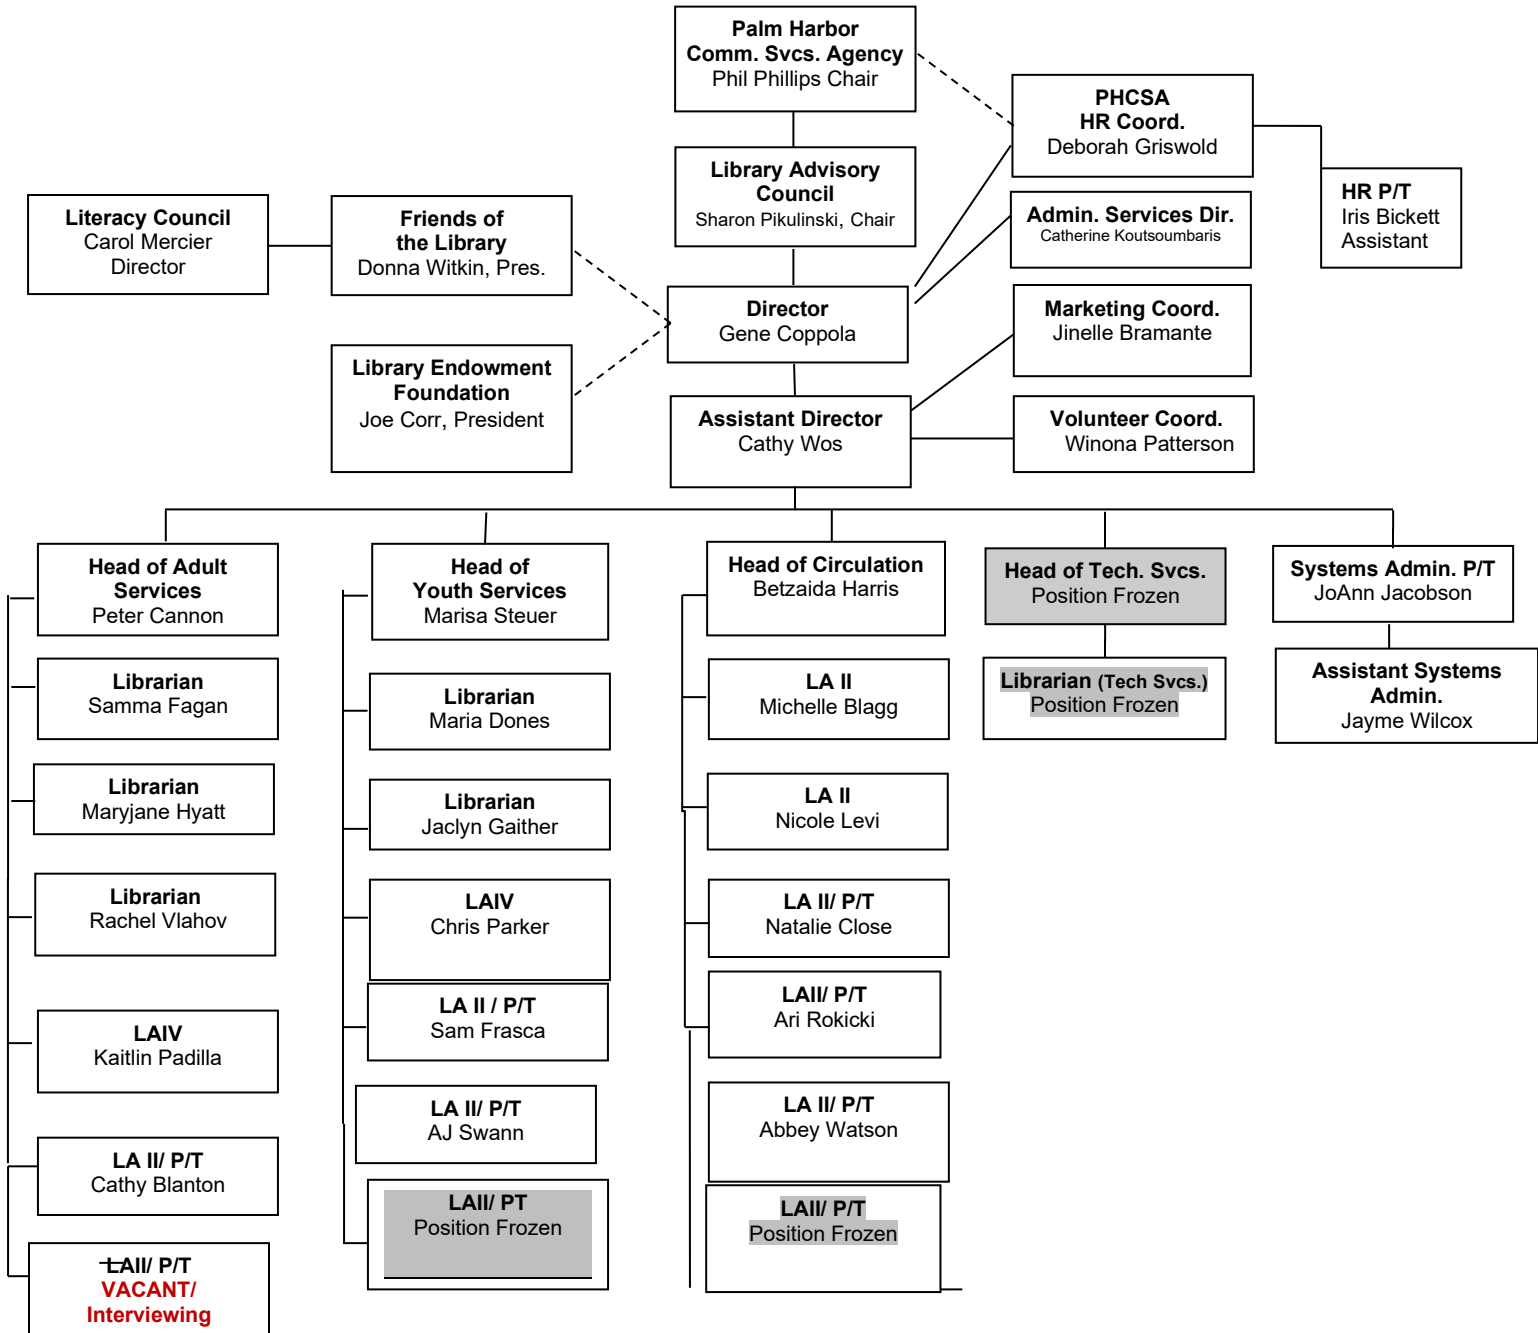 Palm Harbor
Comm. Svcs. Agency
Phil Phillips Chair
PHCSA
HR Coord.
Deborah Griswold
Library Advisory
Council
Sharon Pikulinski, Chair
HR P/T
Iris Bickett
Assistant
Literacy Council
Carol Mercier
Director
Friends of
the Library
Donna Witkin, Pres.
Admin. Services Dir.
Catherine Koutsoumbaris
Director
Gene Coppola
Marketing Coord.
Jinelle Bramante
Library Endowment
Foundation
Joe Corr, President
Assistant Director
Cathy Wos
Volunteer Coord.
Winona Patterson
Head of Adult
Services
Peter Cannon
Head of
Youth Services
Marisa Steuer
Head of Circulation
Betzaida Harris
Head of Tech. Svcs.
Position Frozen
Systems Admin. P/T
JoAnn Jacobson
Librarian
Samma Fagan
Librarian
Maria Dones
LA II
Michelle Blagg
Librarian (Tech Svcs.)
Position Frozen
Assistant Systems
Admin.
Jayme Wilcox
Librarian
Maryjane Hyatt
Librarian
Jaclyn Gaither
LA II
Nicole Levi
Librarian
Rachel Vlahov
LAIV
Chris Parker
LA II/ P/T
Natalie Close
LAIV
Kaitlin Padilla
LA II / P/T
Sam Frasca
LAII/ P/T
Ari Rokicki
LA II/ P/T
Cathy Blanton
LA II/ P/T
AJ Swann
LA II/ P/T
Abbey Watson
LAII/ P/T
VACANT/
Interviewing
LAII/ PT
Position Frozen
LAII/ P/T
Position Frozen